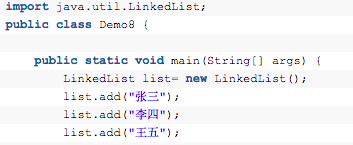 import java.util.LinkedList;
public class Demo8 {
public static void main(String[] args) {
LinkedList list= new LinkedList();
list.add("张三");
list.add("李四");
list.add("王五");